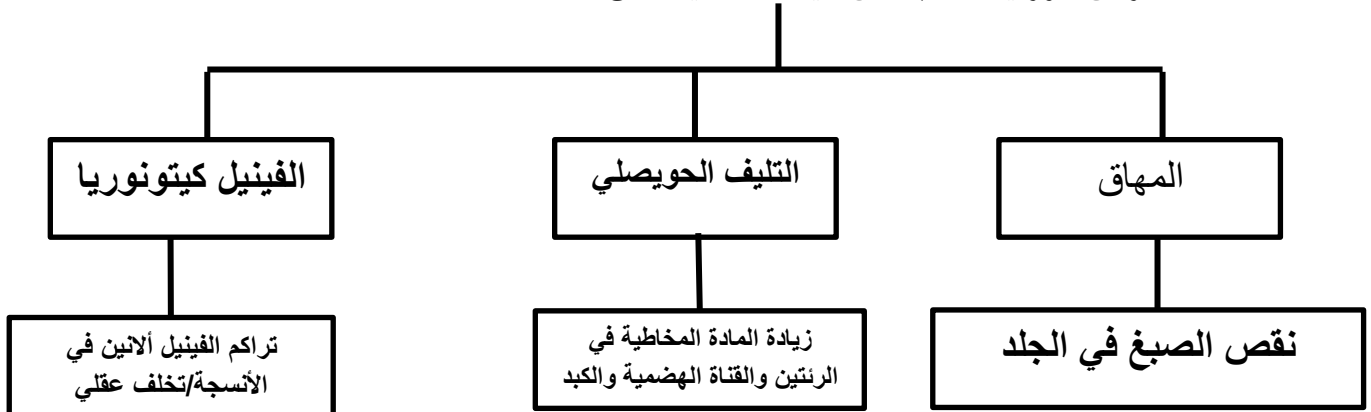 المهاق
التليف الحويصلي
الفينيل كيتونوريا
نقص الصبغ في الجلد
زيادة المادة المخاطية في
الرئتين والقناة الهضمية والكبد
تراكم الفينيل ألانين في
الأنسجة/تخلف عقلي